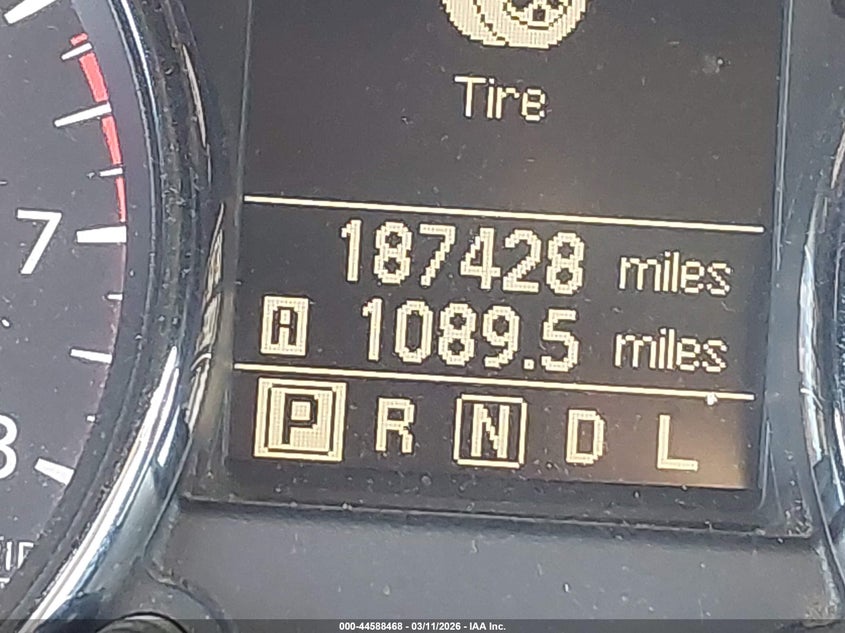 Tire
7
187428 miles
A 1089.5 miles
P R N D L
8
000-44588468 - 03/11/2026 - IAA Inc.